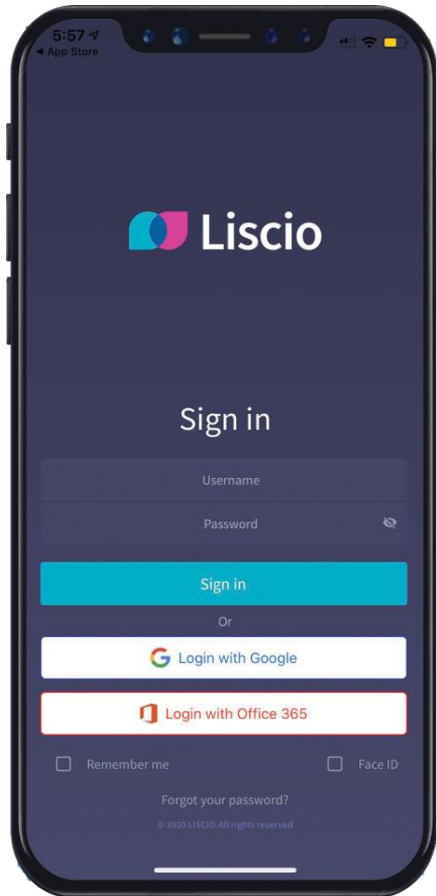 5:57
◀ App Store
Liscio
Sign in
Username
Password
Sign in
Or
Login with Google
Login with Office 365
Remember me
Face ID
Forgot your password?
© 2020 LISCIO All rights reserved